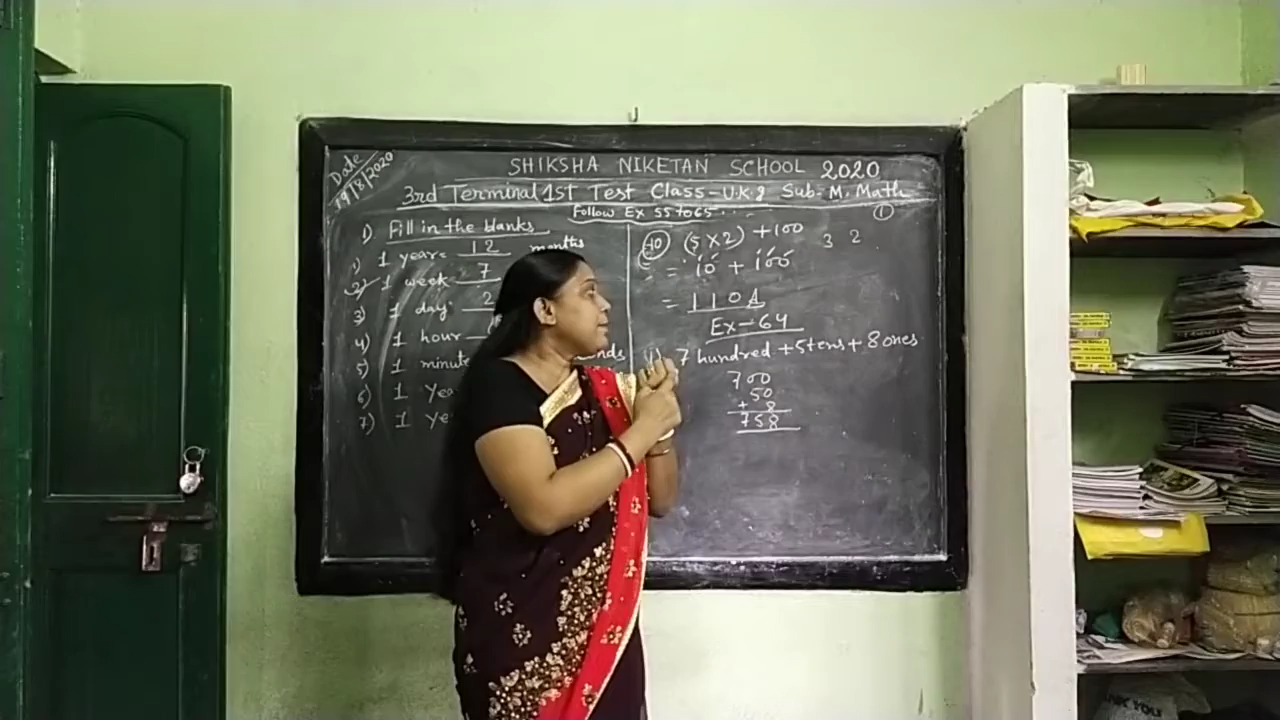 Date
19/8/2020
SHIKSHA NIKETAN SCHOOL 2020
3rd Terminal 1st Test Class-U.K.g Sub- M. Math
Follow Ex 55 to 65
1) Fill in the blanks
1) 1 year= 12 months
2) 1 week 7
3) 1 day 2
4) 1 hour
5) 1 minute
6) 1 Yea
7) 1 ye
①
10 (5 X 2) + 100
3 2
= 10 + 100
= 110 A
Ex-64
1) 7 hundred + 5 tens + 8 ones
700
50
+ 8
758